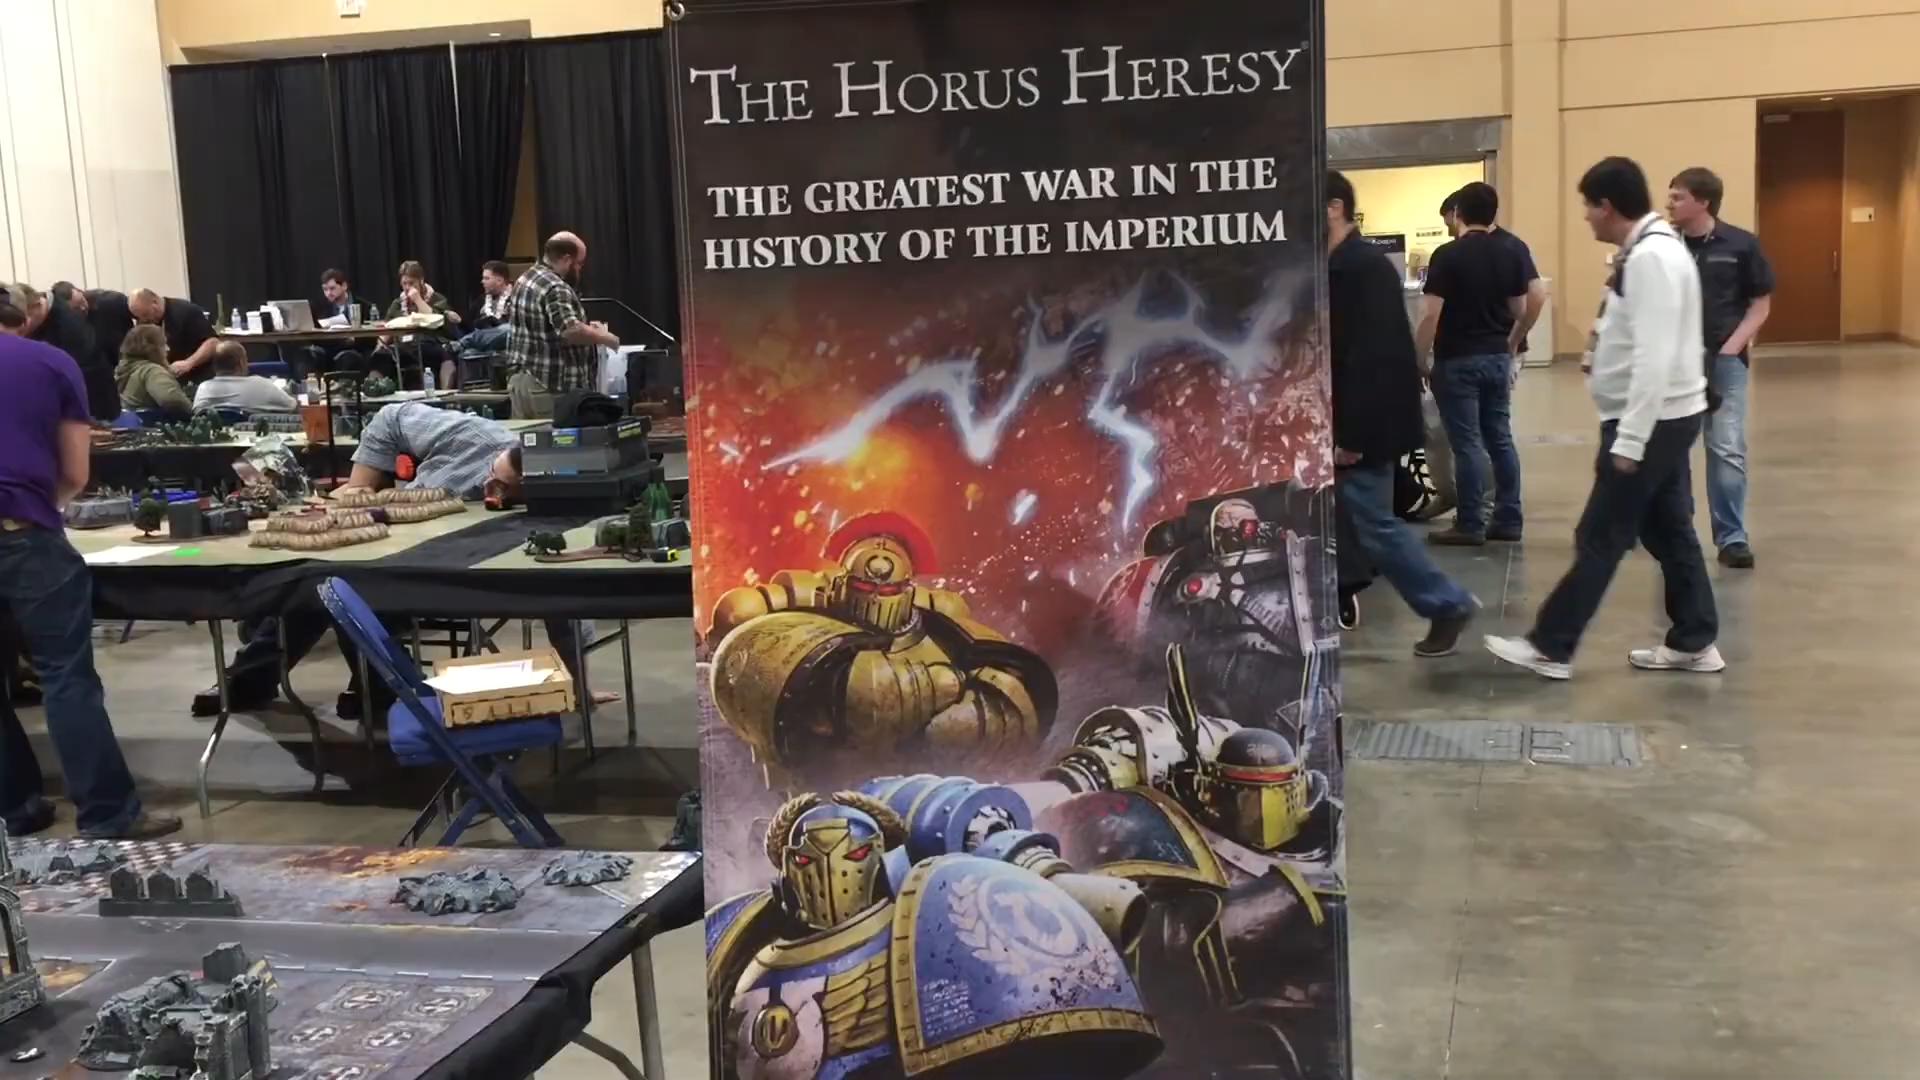 THE HORUS HERESY
THE GREATEST WAR IN THE
HISTORY OF THE IMPERIUM